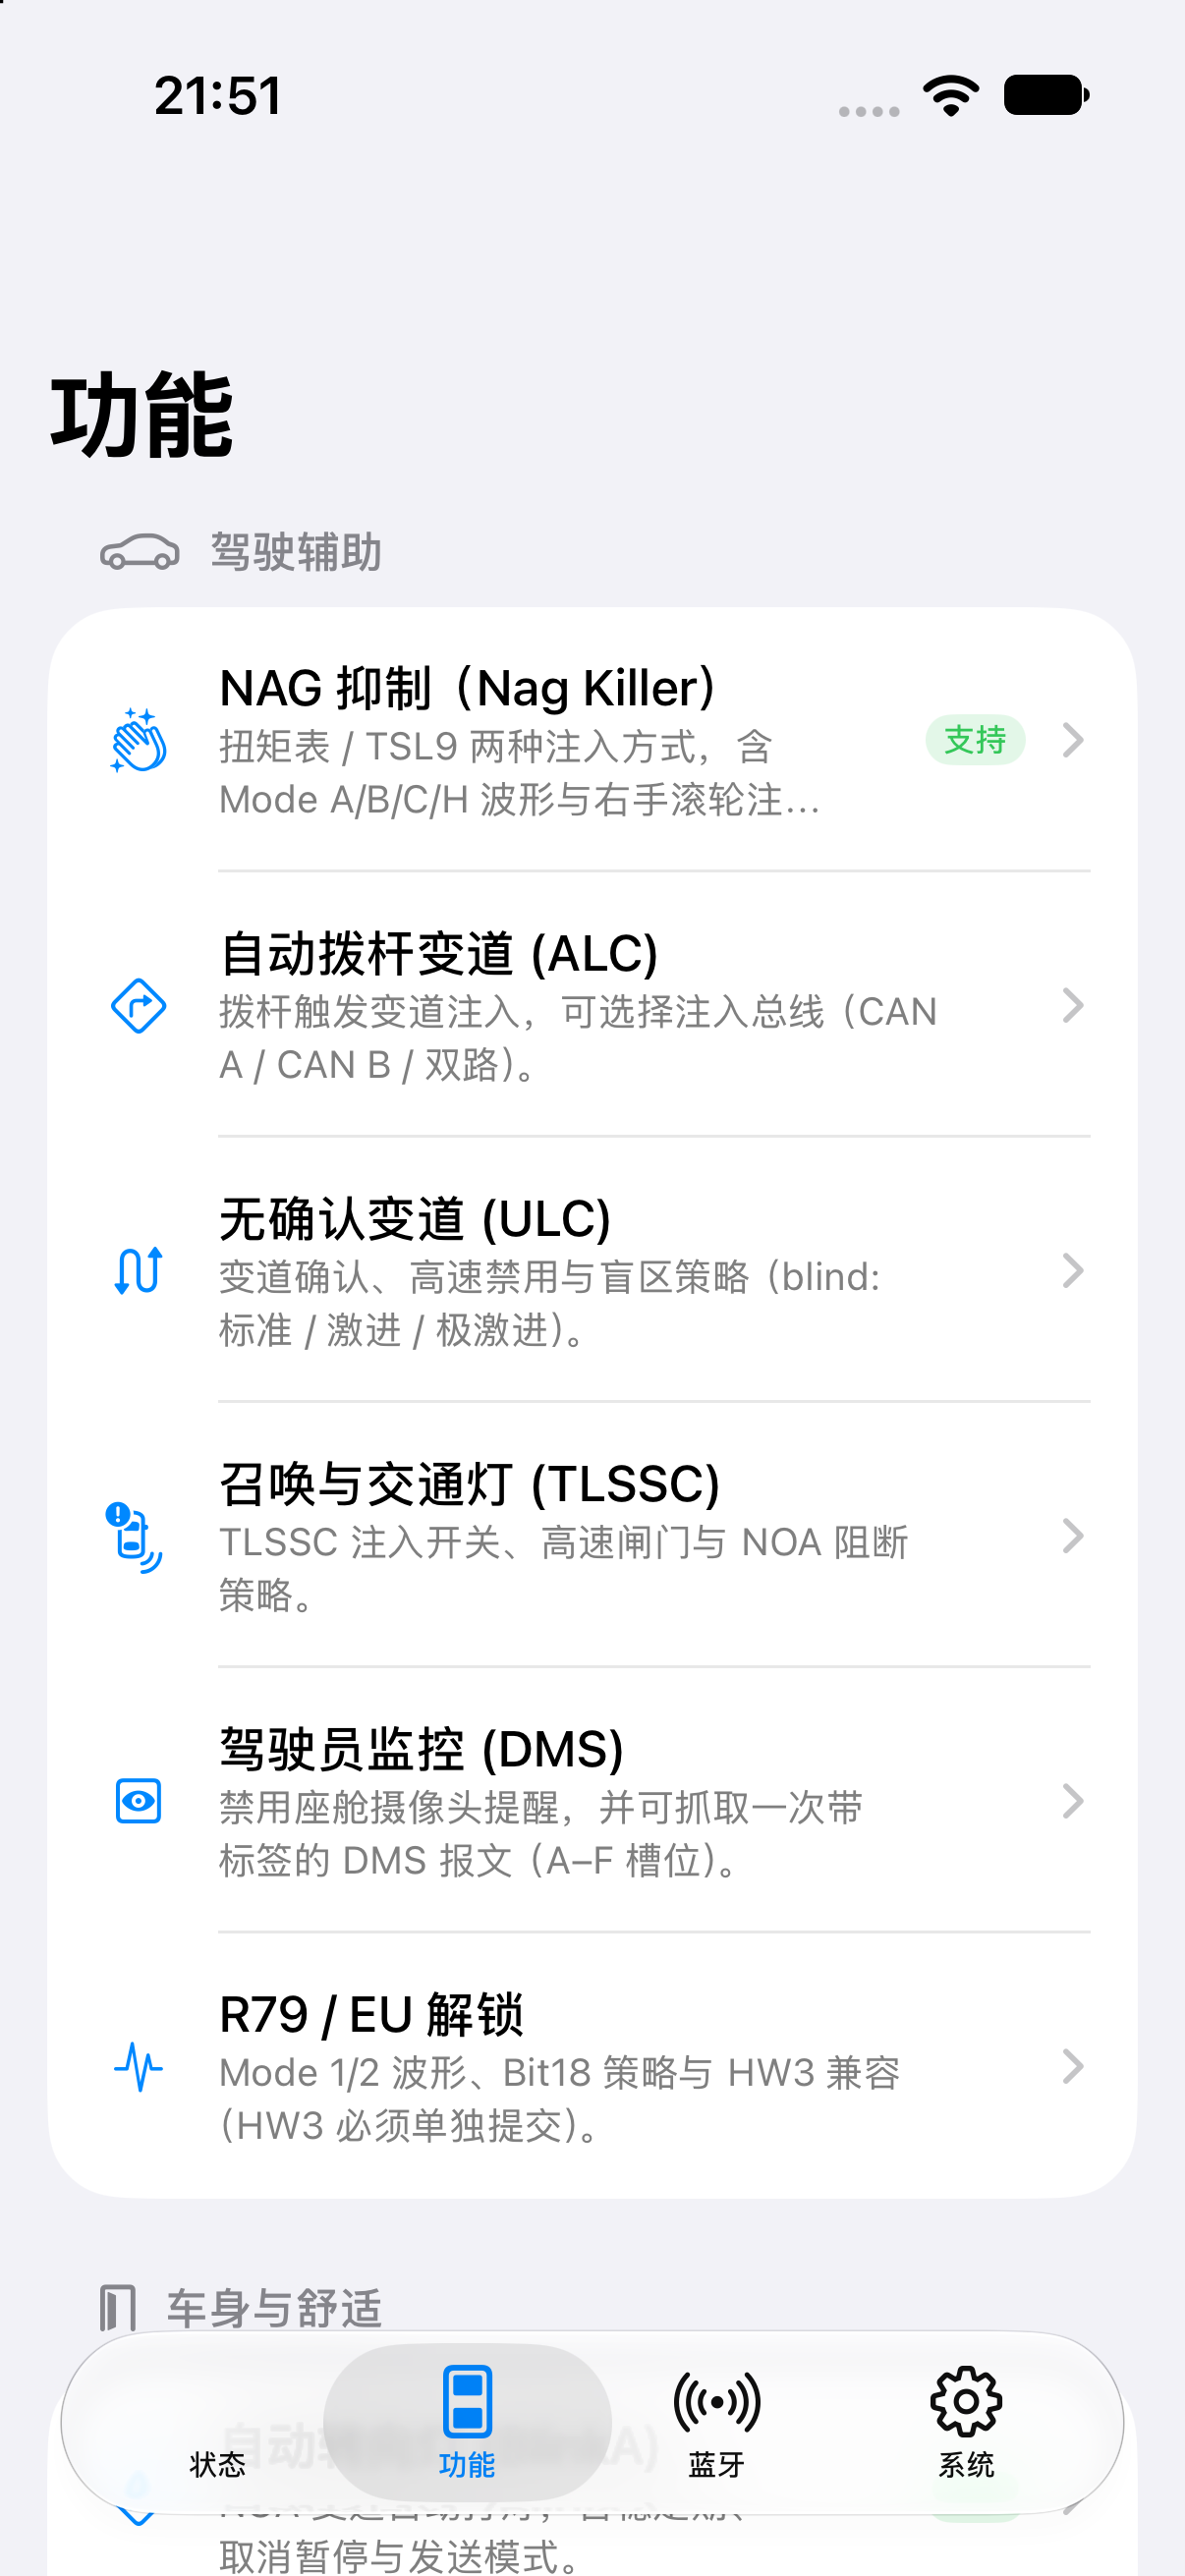 21:51
功能
驾驶辅助
NAG 抑制（Nag Killer）
扭矩表 / TSL9 两种注入方式，含
Mode A/B/C/H 波形与右手滚轮注...
支持
自动拨杆变道 (ALC)
拨杆触发变道注入，可选择注入总线（CAN
A / CAN B / 双路）。
无确认变道 (ULC)
变道确认、高速禁用与盲区策略（blind:
标准 / 激进 / 极激进）。
召唤与交通灯 (TLSSC)
TLSSC 注入开关、高速闸门与 NOA 阻断
策略。
驾驶员监控 (DMS)
禁用座舱摄像头提醒，并可抓取一次带
标签的 DMS 报文（A–F 槽位）。
R79 / EU 解锁
Mode 1/2 波形、Bit18 策略与 HW3 兼容
（HW3 必须单独提交）。
车身与舒适
状态
功能
蓝牙
系统
取消暂停与发送模式。